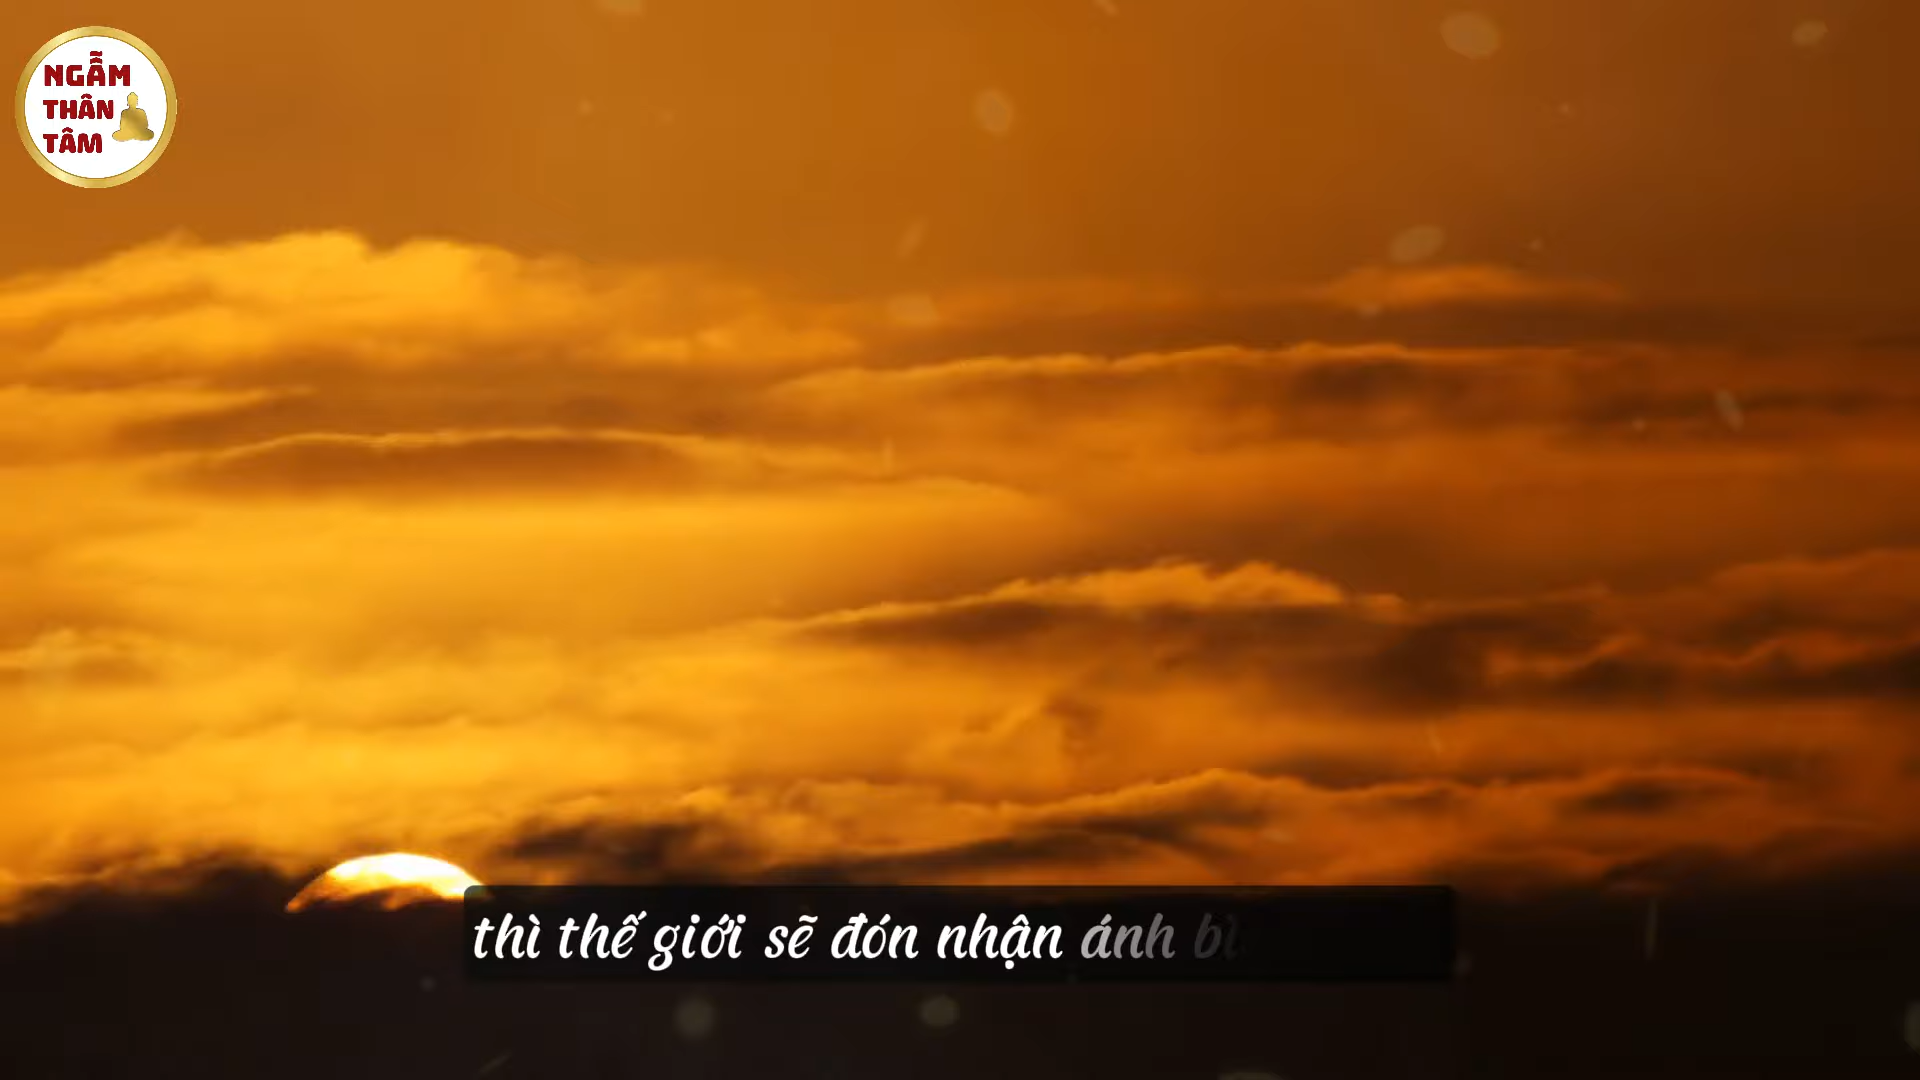 NGẪM
THÂN
TÂM
thì thế giới sẽ đón nhận ánh